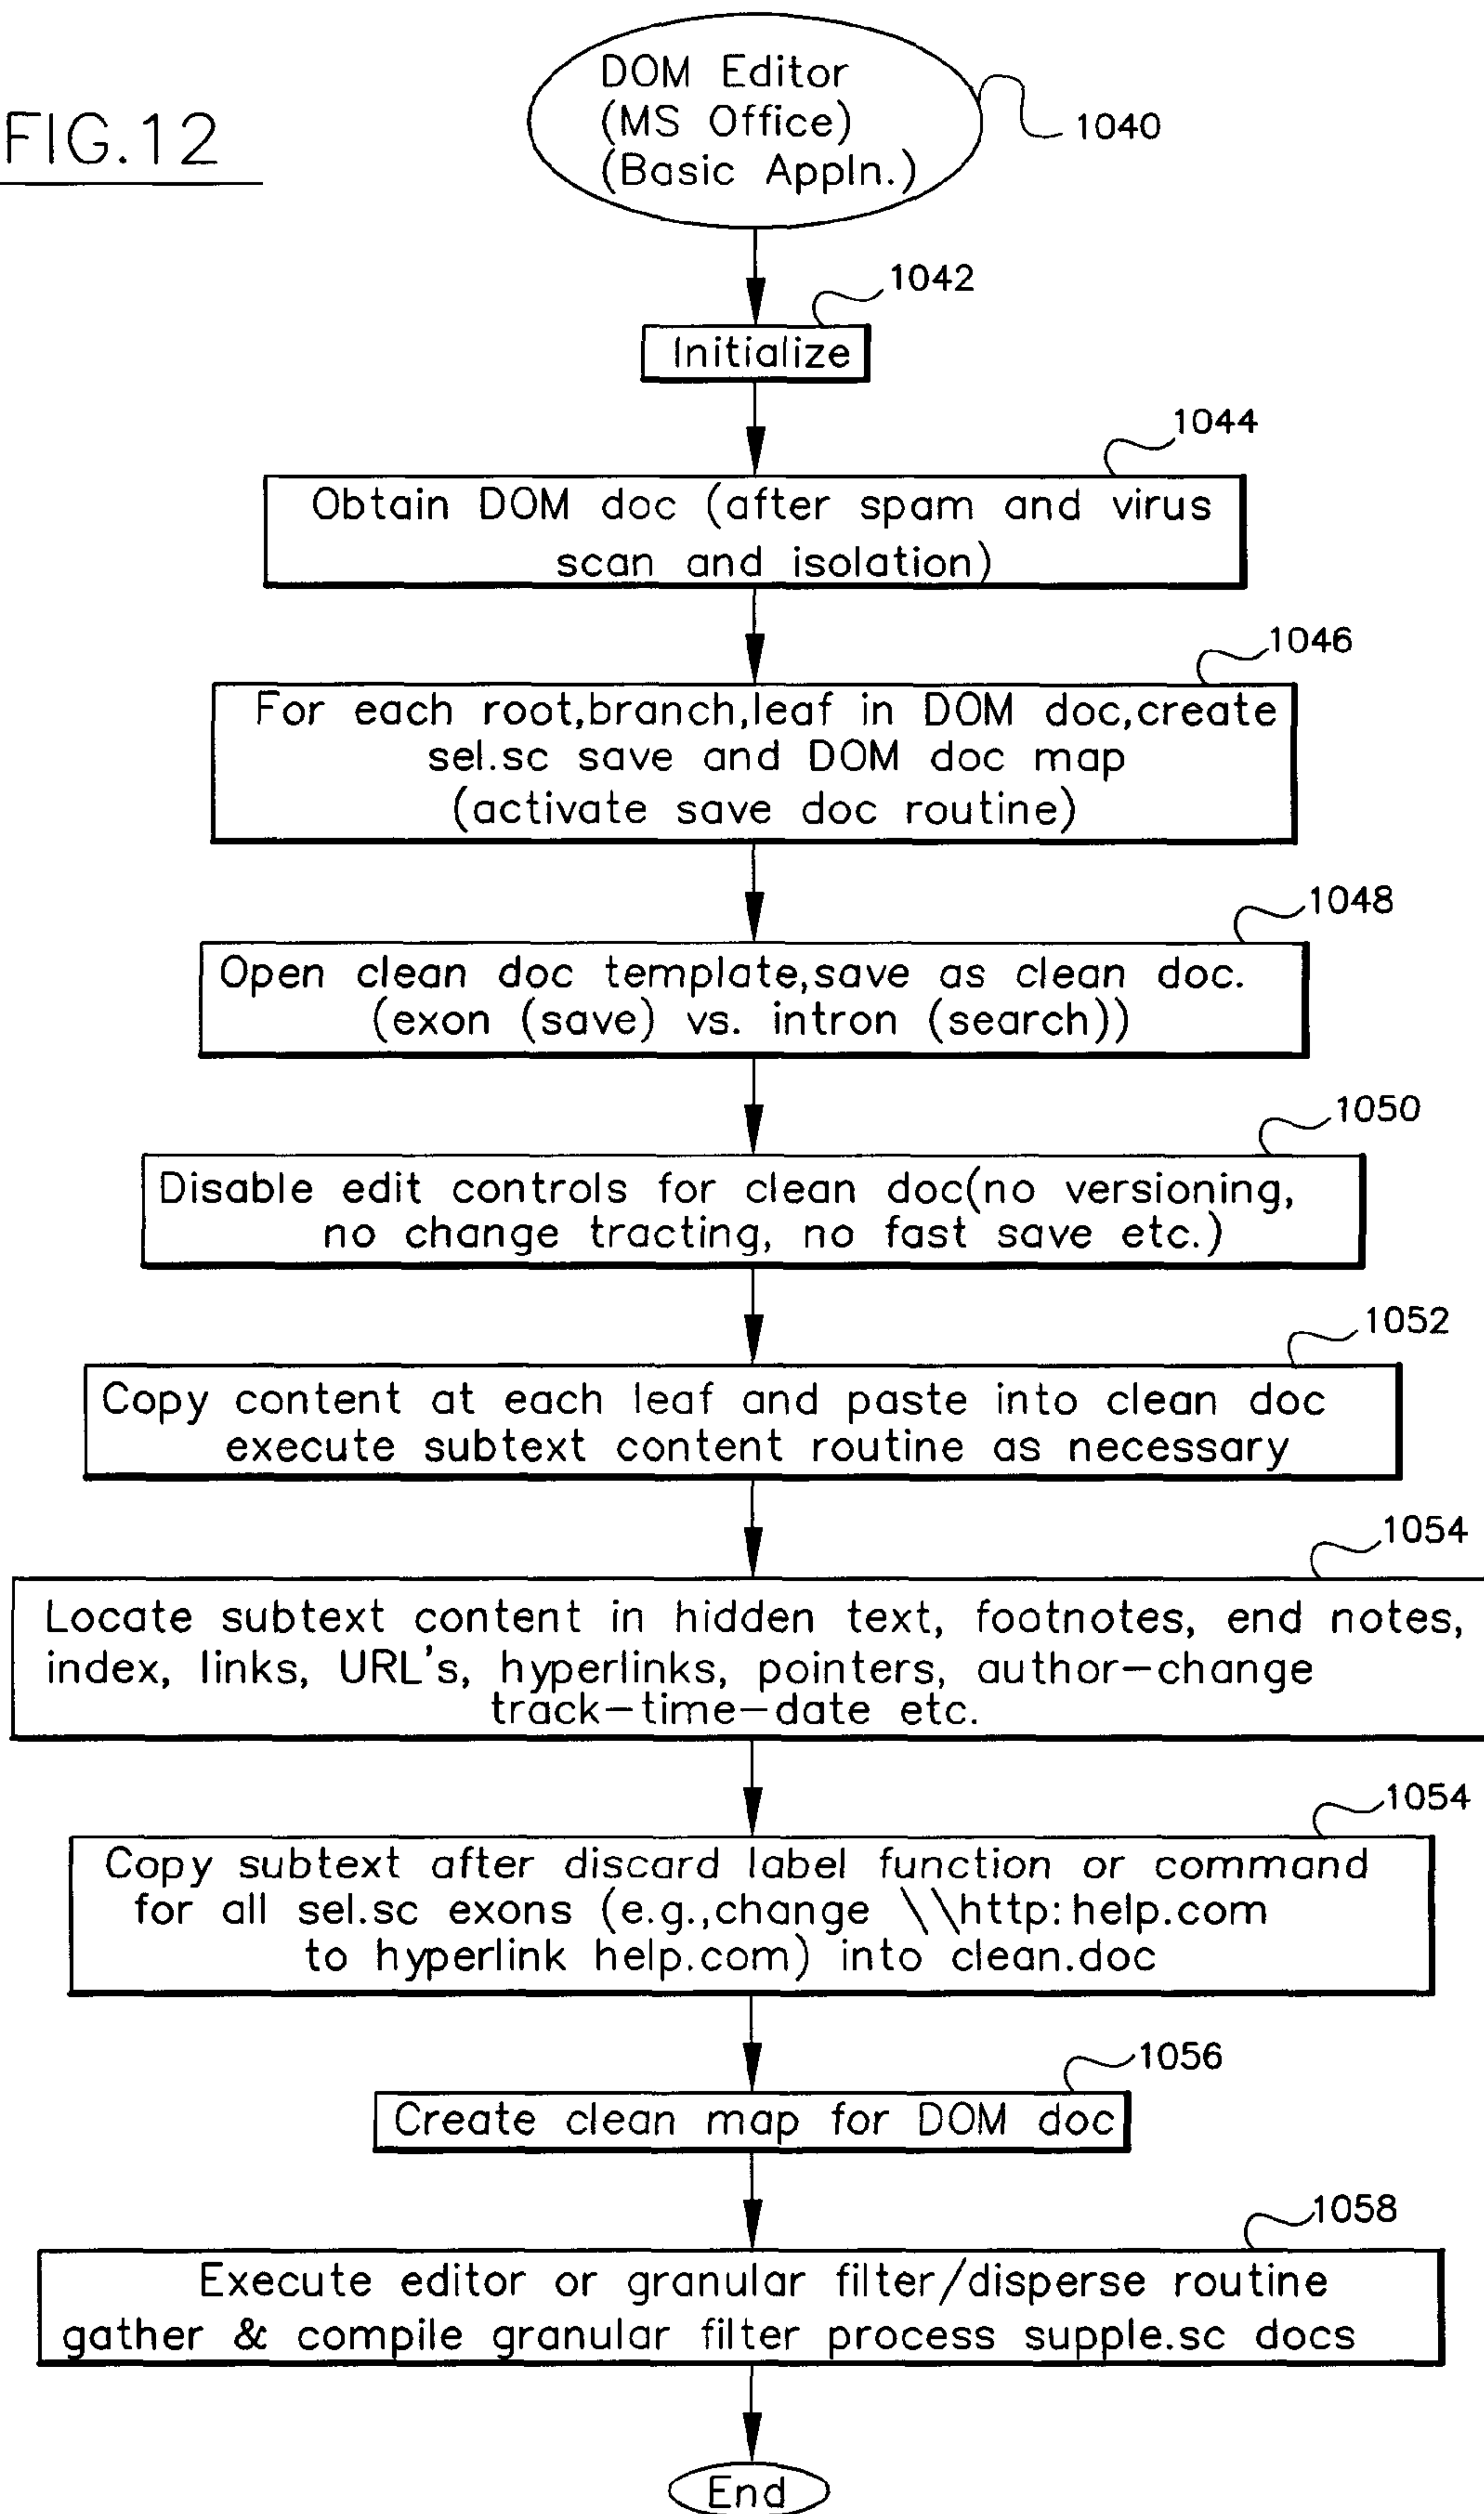 FIG.12
DOM Editor
(MS Office)
(Basic Appln.)
1040
1042
Initialize
1044
Obtain DOM doc (after spam and virus
scan and isolation)
1046
For each root,branch,leaf in DOM doc,create
sel.sc save and DOM doc map
(activate save doc routine)
1048
Open clean doc template,save as clean doc.
(exon (save) vs. intron (search))
1050
Disable edit controls for clean doc(no versioning,
no change tracting, no fast save etc.)
1052
Copy content at each leaf and paste into clean doc
execute subtext content routine as necessary
1054
Locate subtext content in hidden text, footnotes, end notes,
index, links, URL's, hyperlinks, pointers, author-change
track-time-date etc.
1054
Copy subtext after discard label function or command
for all sel.sc exons (e.g.,change \\http:help.com
to hyperlink help.com) into clean.doc
1056
Create clean map for DOM doc
1058
Execute editor or granular filter/disperse routine
gather & compile granular filter process supple.sc docs
End